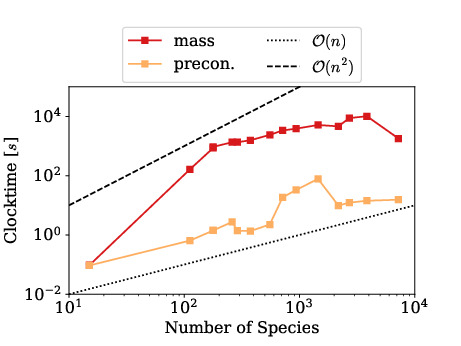 mass
precon.
𝒪(n)
𝒪(n²)
Clocktime [s]
10⁴
10²
10⁰
10⁻²
10¹ 10² 10³ 10⁴
Number of Species